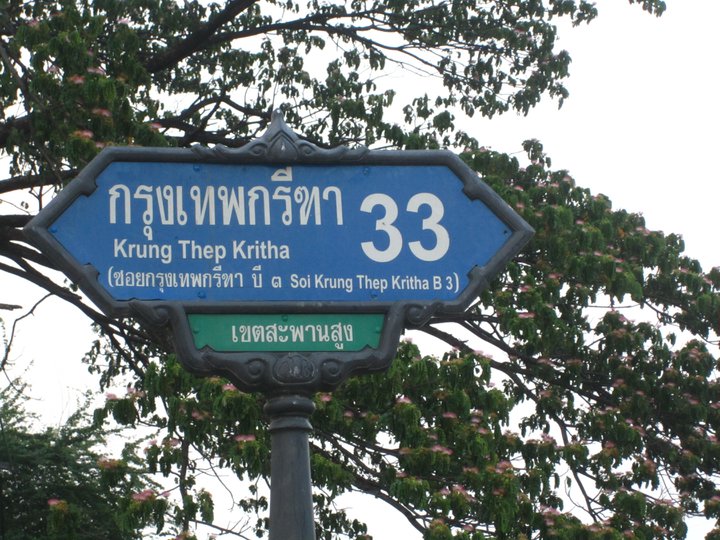 กรุงเทพกรีฑา 33
Krung Thep Kritha
(ซอยกรุงเทพกรีฑา บี ๓ Soi Krung Thep Kritha B 3)
เขตสะพานสูง